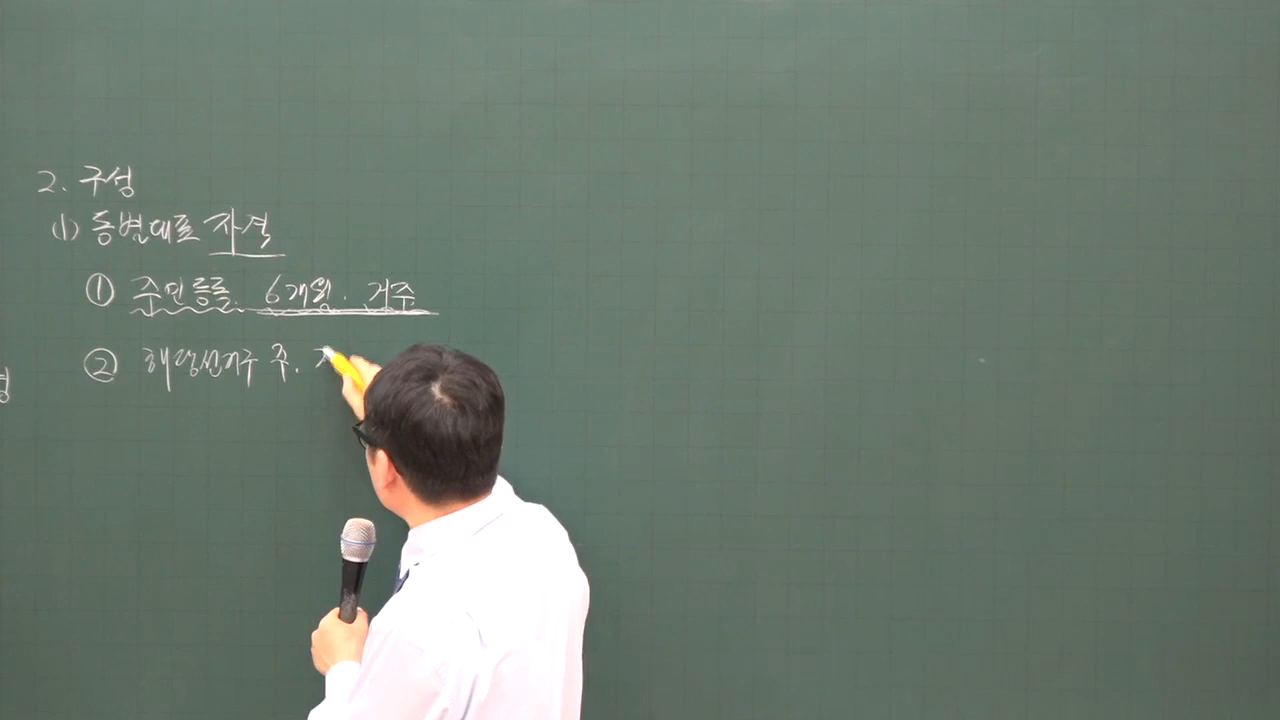 2. 구성
(1) 동별대표 자격
① 주민등록. 6개월. 거주
② 해당선거구 주.